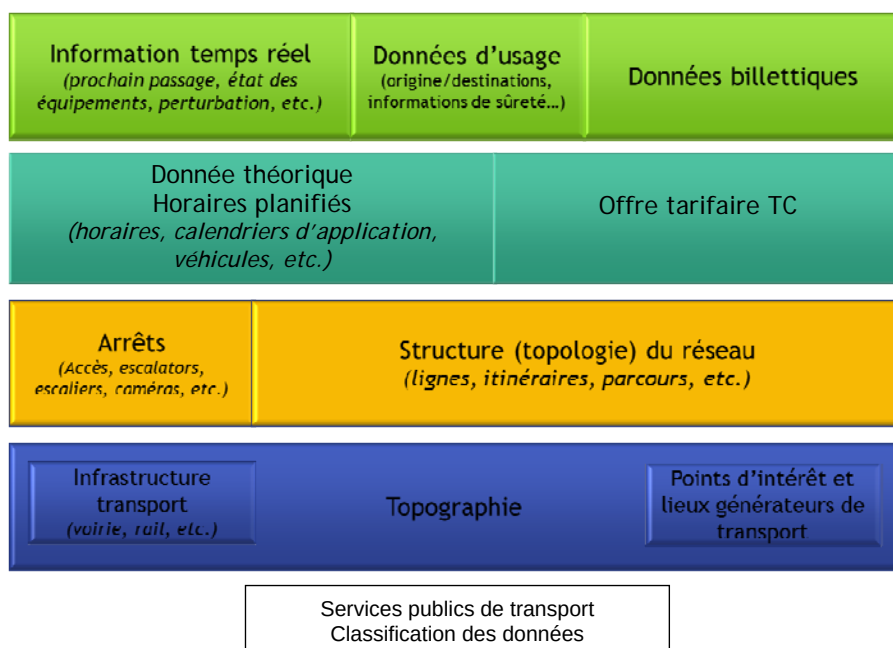 Information temps réel
(prochain passage, état des
équipements, perturbation, etc.)
Données d'usage
(origine/destinations,
informations de sûreté…)
Données billettiques
Donnée théorique
Horaires planifiés
(horaires, calendriers d'application,
véhicules, etc.)
Offre tarifaire TC
Arrêts
(Accès, escalators,
escaliers, caméras, etc.)
Structure (topologie) du réseau
(lignes, itinéraires, parcours, etc.)
Infrastructure
transport
(voirie, rail, etc.)
Topographie
Points d'intérêt et
lieux générateurs de
transport
Services publics de transport
Classification des données